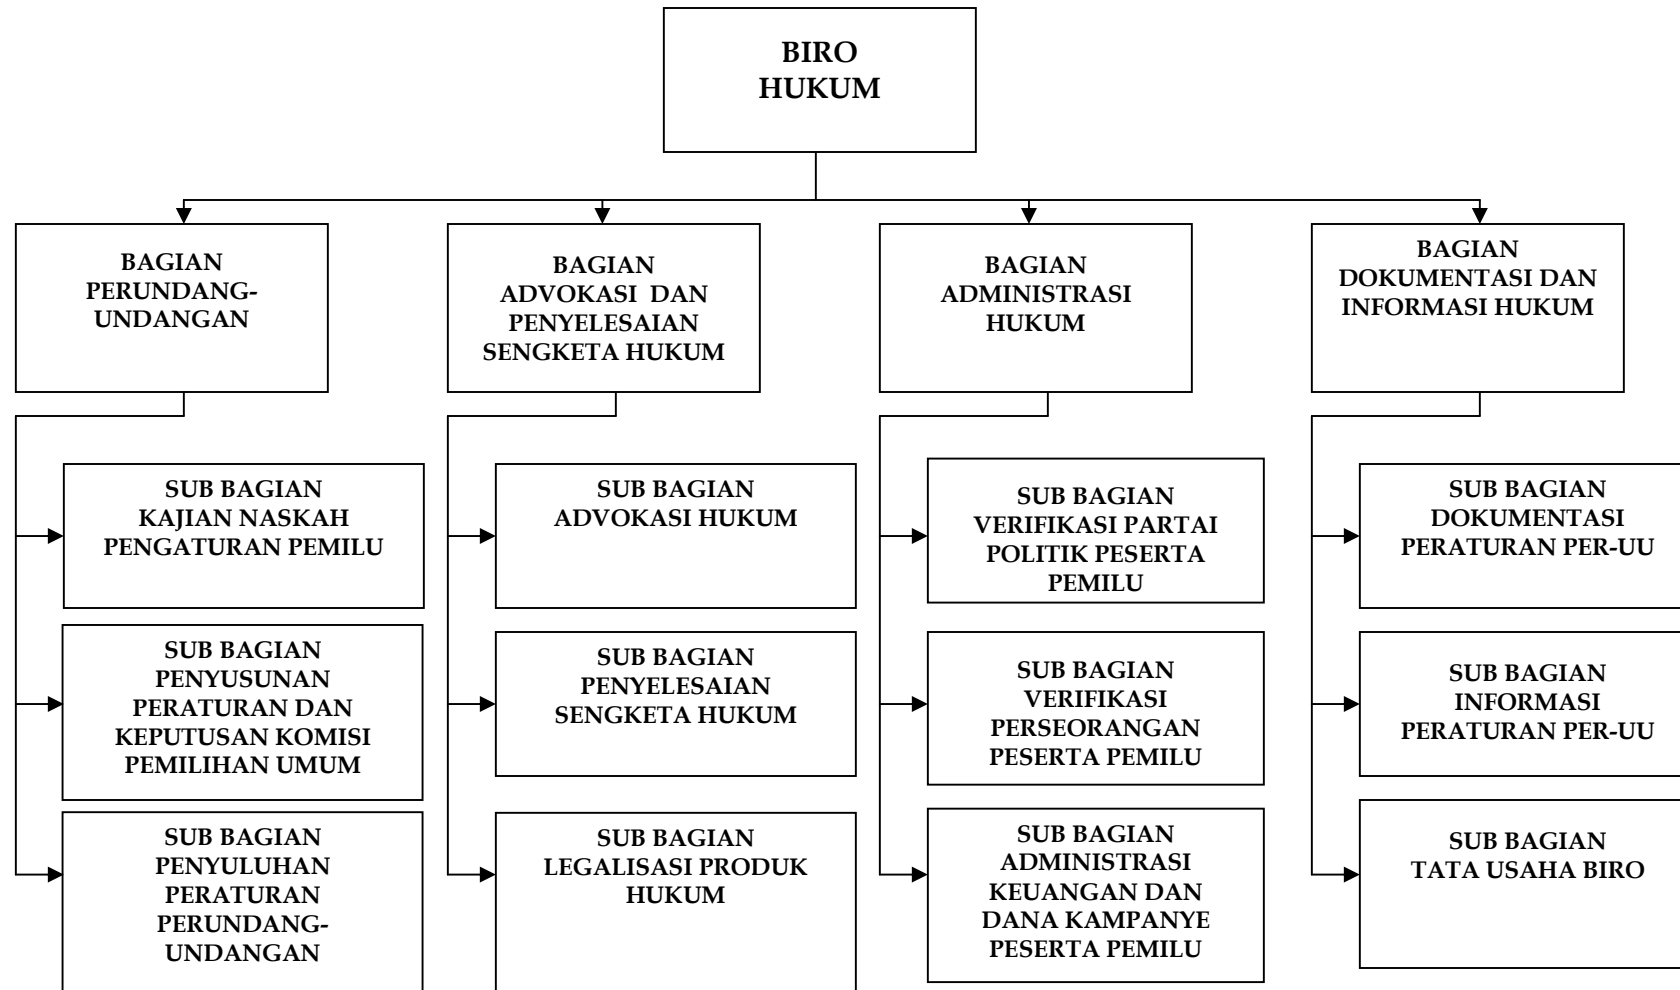 BIRO
HUKUM
BAGIAN
PERUNDANG-
UNDANGAN
BAGIAN
ADVOKASI DAN
PENYELESAIAN
SENGKETA HUKUM
BAGIAN
ADMINISTRASI
HUKUM
BAGIAN
DOKUMENTASI DAN
INFORMASI HUKUM
SUB BAGIAN
KAJIAN NASKAH
PENGATURAN PEMILU
SUB BAGIAN
ADVOKASI HUKUM
SUB BAGIAN
VERIFIKASI PARTAI
POLITIK PESERTA
PEMILU
SUB BAGIAN
DOKUMENTASI
PERATURAN PER-UU
SUB BAGIAN
PENYUSUNAN
PERATURAN DAN
KEPUTUSAN KOMISI
PEMILIHAN UMUM
SUB BAGIAN
PENYELESAIAN
SENGKETA HUKUM
SUB BAGIAN
VERIFIKASI
PERSEORANGAN
PESERTA PEMILU
SUB BAGIAN
INFORMASI
PERATURAN PER-UU
SUB BAGIAN
PENYULUHAN
PERATURAN
PERUNDANG-
UNDANGAN
SUB BAGIAN
LEGALISASI PRODUK
HUKUM
SUB BAGIAN
ADMINISTRASI
KEUANGAN DAN
DANA KAMPANYE
PESERTA PEMILU
SUB BAGIAN
TATA USAHA BIRO